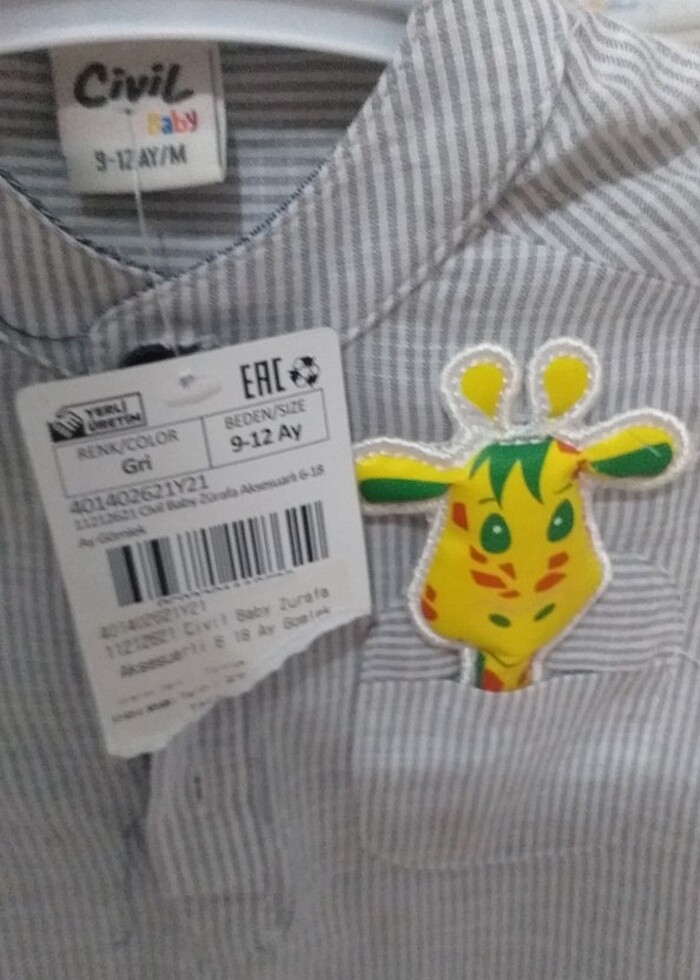 Civil
Baby
9-12 AY/M
EAC
YERLİ
ÜRETİM
RENK/COLOR
Gri
BEDEN/SIZE
9-12 Ay
401402621Y21
11212621 Civil Baby Zürafa Aksesuarlı 6-18
Ay Gömlek
401402621Y21
11212621 Civil Baby Zurafa
Aksesuarli 6 18 Ay Gomlek